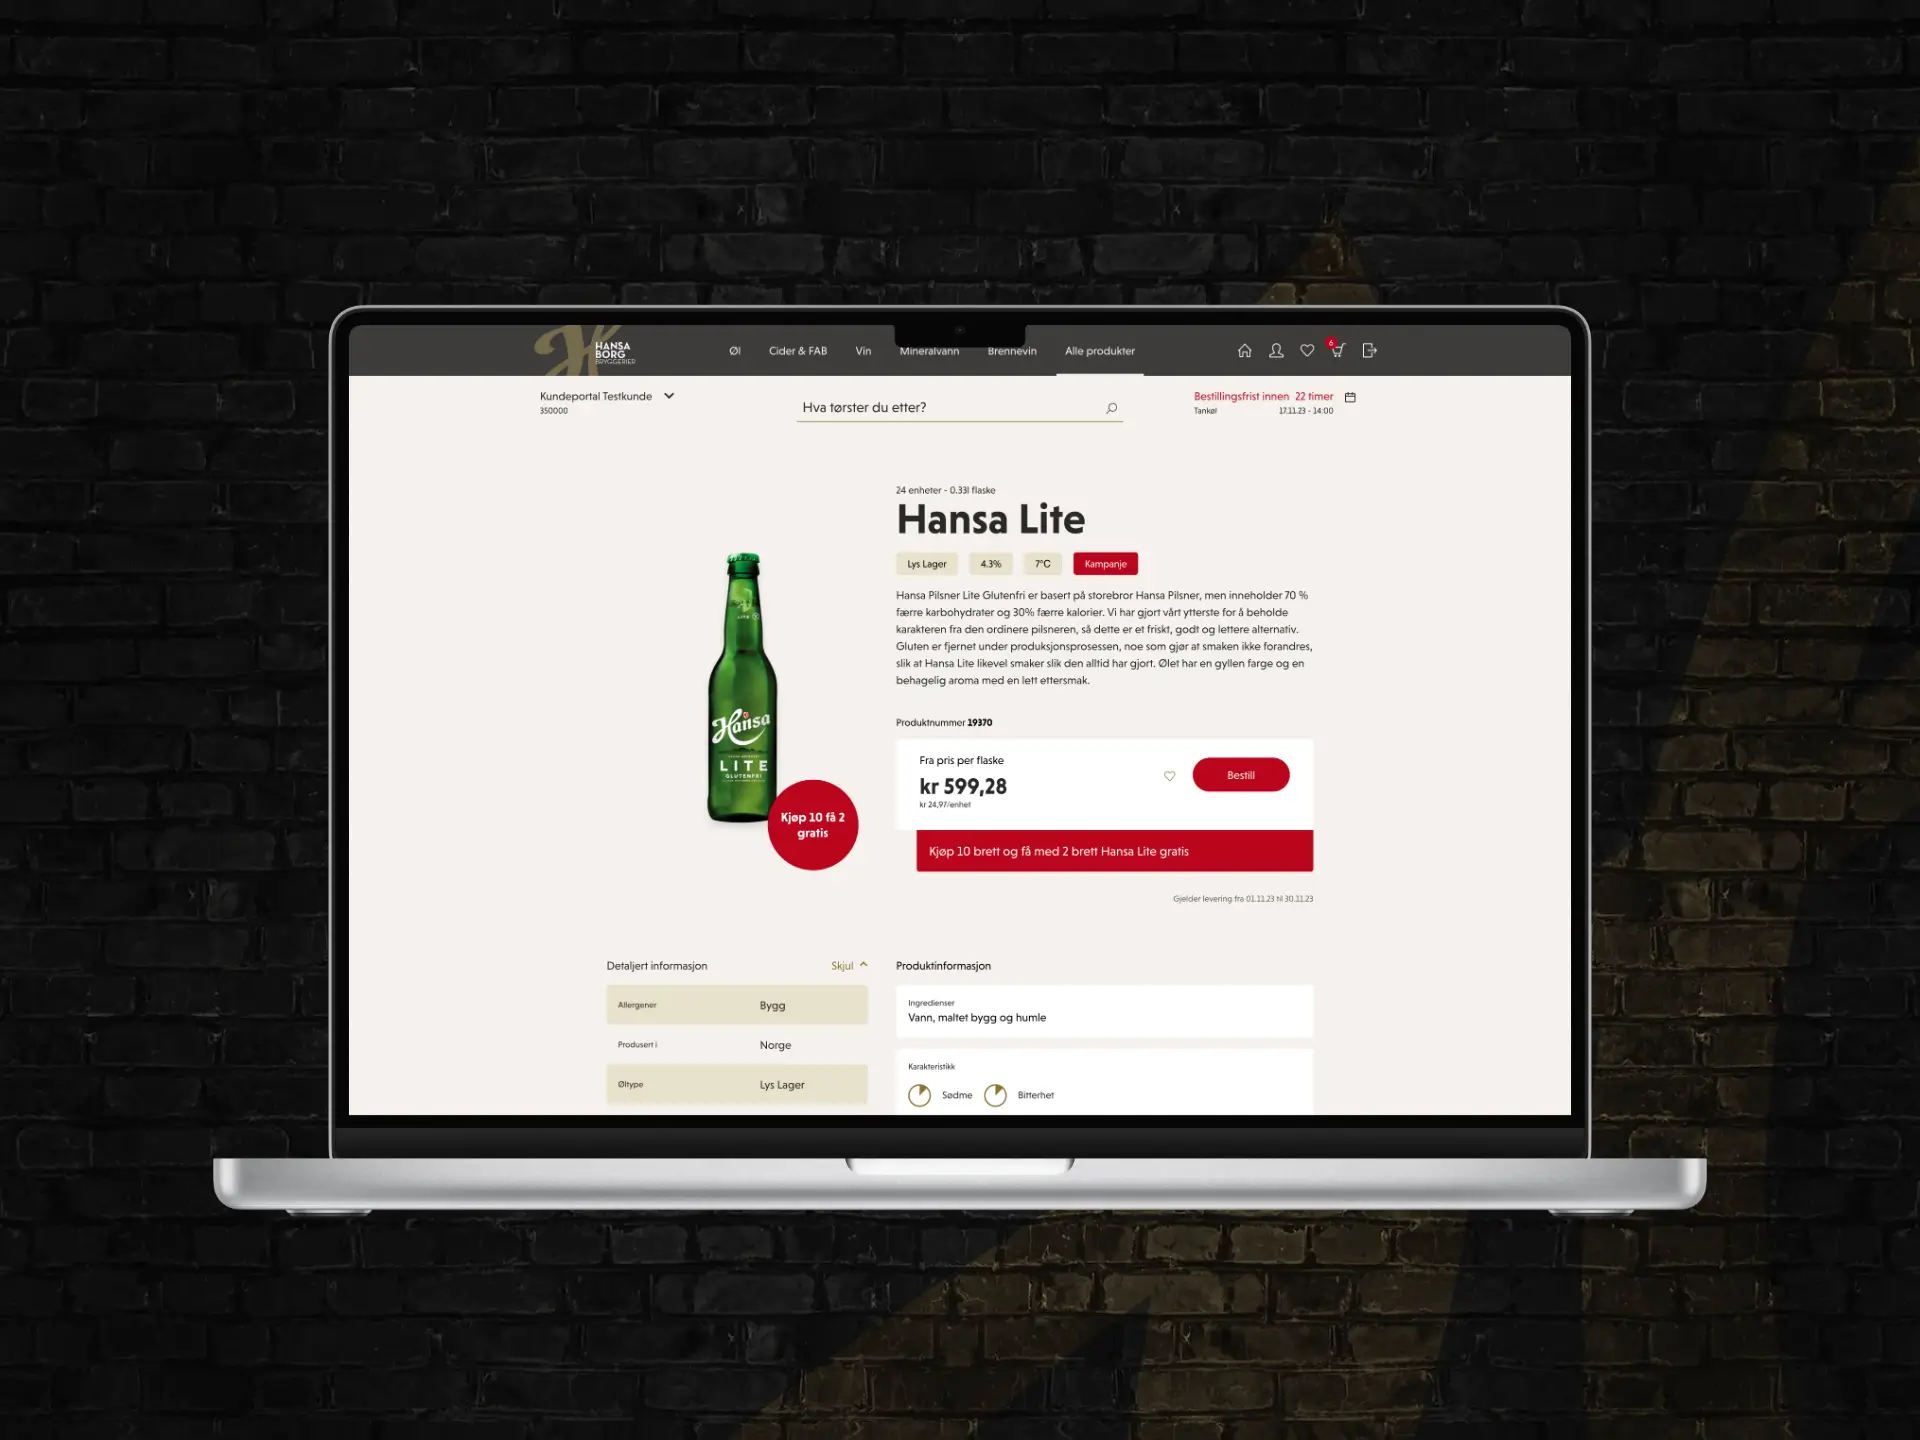 HANSA
BORG
BRYGGERIER
Øl
Cider & FAB
Vin
Mineralvann
Brennevin
Alle produkter
6
Kundeportal Testkunde
350000
Hva tørster du etter?
Bestillingsfrist innen 22 timer
Tankøl 17.11.23 - 14:00
24 enheter - 0.33l flaske
Hansa Lite
Lys Lager
4.3%
7°C
Kampanje
Hansa Pilsner Lite Glutenfri er basert på storebror Hansa Pilsner, men inneholder 70 %
færre karbohydrater og 30% færre kalorier. Vi har gjort vårt ytterste for å beholde
karakteren fra den ordinere pilsneren, så dette er et friskt, godt og lettere alternativ.
Gluten er fjernet under produksjonsprosessen, noe som gjør at smaken ikke forandres,
slik at Hansa Lite likevel smaker slik den alltid har gjort. Ølet har en gyllen farge og en
behagelig aroma med en lett ettersmak.
Hansa
LITE
GLUTENFRI
Kjøp 10 få 2
gratis
Produktnummer 19370
Fra pris per flaske
kr 599,28
kr 24,97/enhet
Bestill
Kjøp 10 brett og få med 2 brett Hansa Lite gratis
Gjelder levering fra 01.11.23 til 30.11.23
Detaljert informasjon
Skjul
Allergener Bygg
Produsert i Norge
Øltype Lys Lager
Produktinformasjon
Ingredienser
Vann, maltet bygg og humle
Karakteristikk
Sødme
Bitterhet